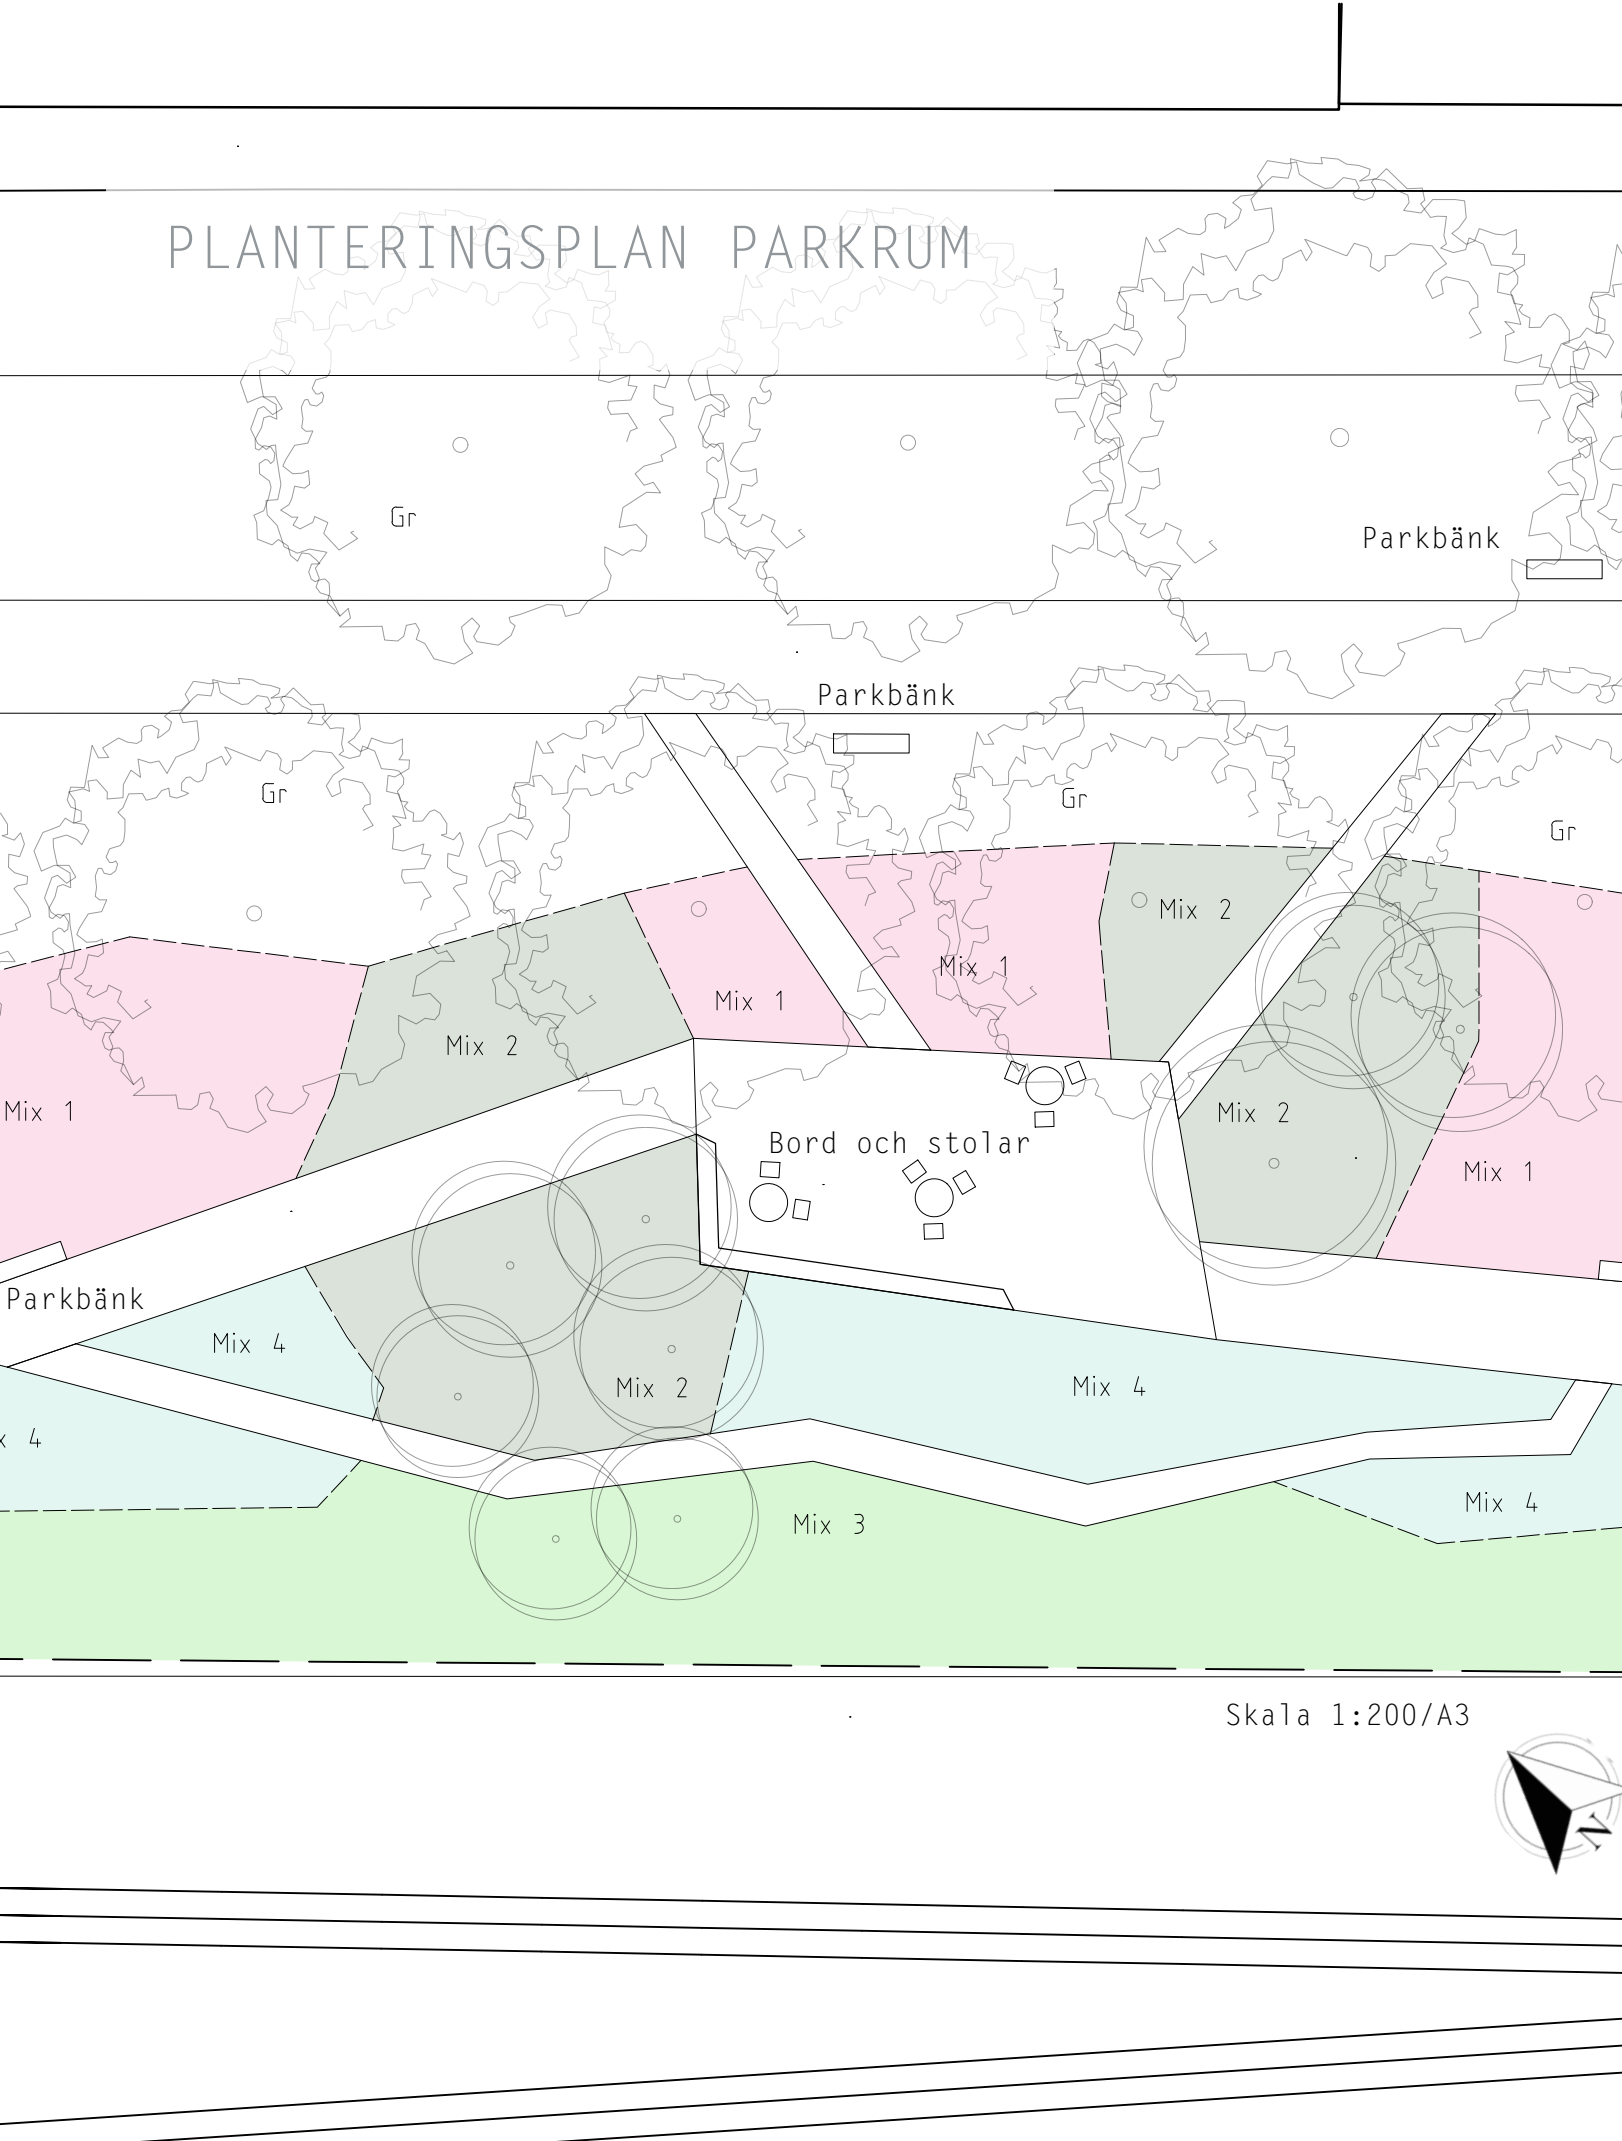 PLANTERINGSPLAN PARKRUM
Gr
Parkbänk
Parkbänk
Gr
Gr
Gr
Mix 2
Mix 1
Mix 1
Mix 2
Mix 1
Mix 2
Bord och stolar
Mix 1
Parkbänk
Mix 4
Mix 2
Mix 4
x 4
Mix 4
Mix 3
Skala 1:200/A3
N